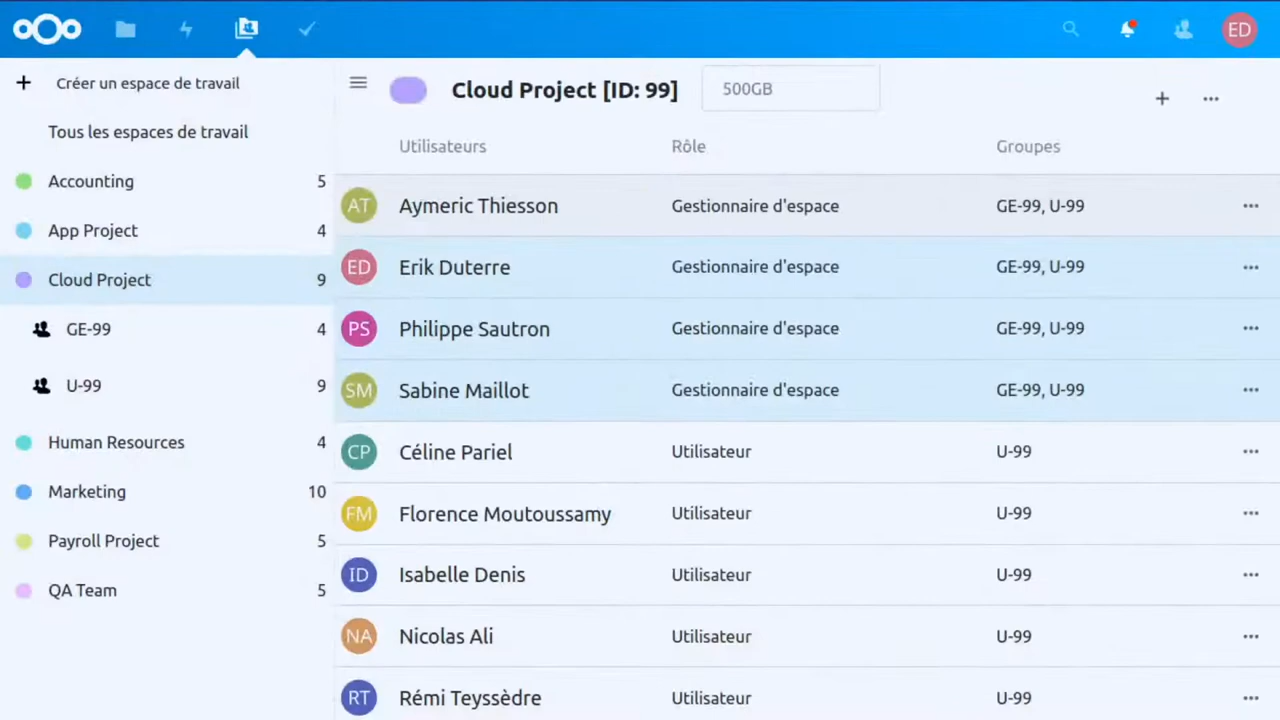 ED
Créer un espace de travail
Tous les espaces de travail
Accounting 5
App Project 4
Cloud Project 9
GE-99 4
U-99 9
Human Resources 4
Marketing 10
Payroll Project 5
QA Team 5
Cloud Project [ID: 99] 500GB
Utilisateurs Rôle Groupes
AT Aymeric Thiesson Gestionnaire d'espace GE-99, U-99
ED Erik Duterre Gestionnaire d'espace GE-99, U-99
PS Philippe Sautron Gestionnaire d'espace GE-99, U-99
SM Sabine Maillot Gestionnaire d'espace GE-99, U-99
CP Céline Pariel Utilisateur U-99
FM Florence Moutoussamy Utilisateur U-99
ID Isabelle Denis Utilisateur U-99
NA Nicolas Ali Utilisateur U-99
RT Rémi Teyssèdre Utilisateur U-99